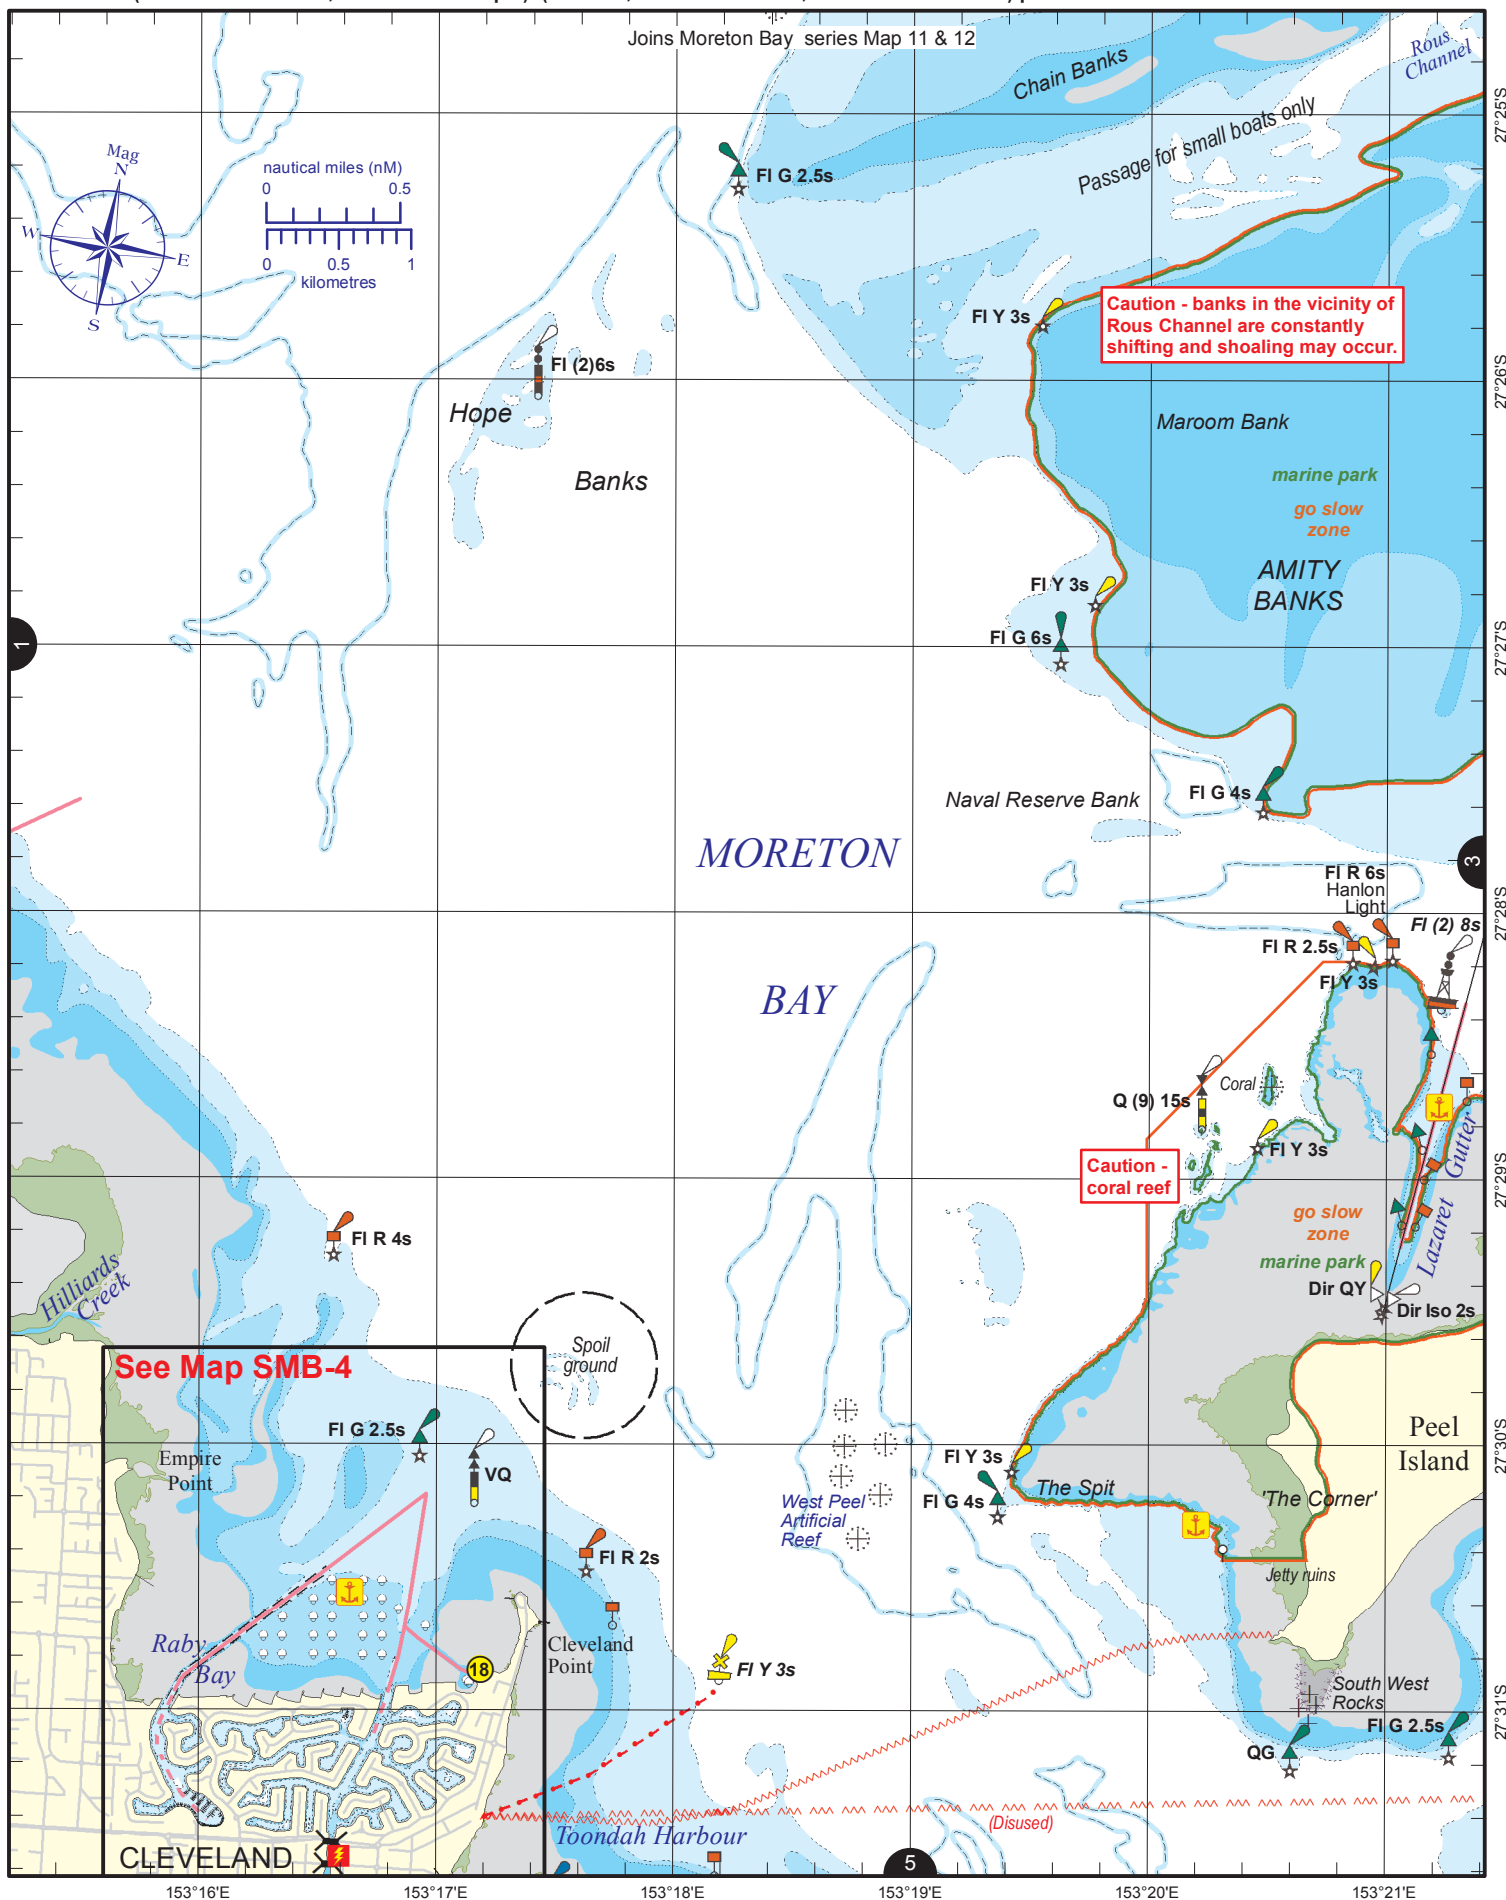 Joins Moreton Bay series Map 11 & 12
Rous
Channel
Chain Banks
Passage for small boats only
27°25'S
Mag
N
W
E
S
nautical miles (nM)
0 0.5
0 0.5 1
kilometres
Fl G 2.5s
Fl Y 3s
Caution - banks in the vicinity of
Rous Channel are constantly
shifting and shoaling may occur.
Fl (2)6s
27°26'S
Hope
Banks
Maroom Bank
marine park
go slow
zone
AMITY
BANKS
Fl Y 3s
Fl G 6s
1
27°27'S
Naval Reserve Bank
Fl G 4s
MORETON
BAY
3
Fl R 6s
Hanlon
Light
27°28'S
Fl (2) 8s
Fl R 2.5s
Fl Y 3s
Coral
Q (9) 15s
Fl Y 3s
Caution -
coral reef
27°29'S
Lazaret Gutter
go slow
zone
marine park
Dir QY
Dir Iso 2s
Fl R 4s
Hilliards
Creek
See Map SMB-4
Spoil
ground
Fl G 2.5s
VQ
Empire
Point
27°30'S
Peel
Island
Fl Y 3s
The Spit
'The Corner'
Fl G 4s
West Peel
Artificial
Reef
Fl R 2s
Jetty ruins
Raby
Bay
18
Cleveland
Point
Fl Y 3s
South West
Rocks
27°31'S
Fl G 2.5s
QG
(Disused)
Toondah Harbour
CLEVELAND
5
153°16'E 153°17'E 153°18'E 153°19'E 153°20'E 153°21'E